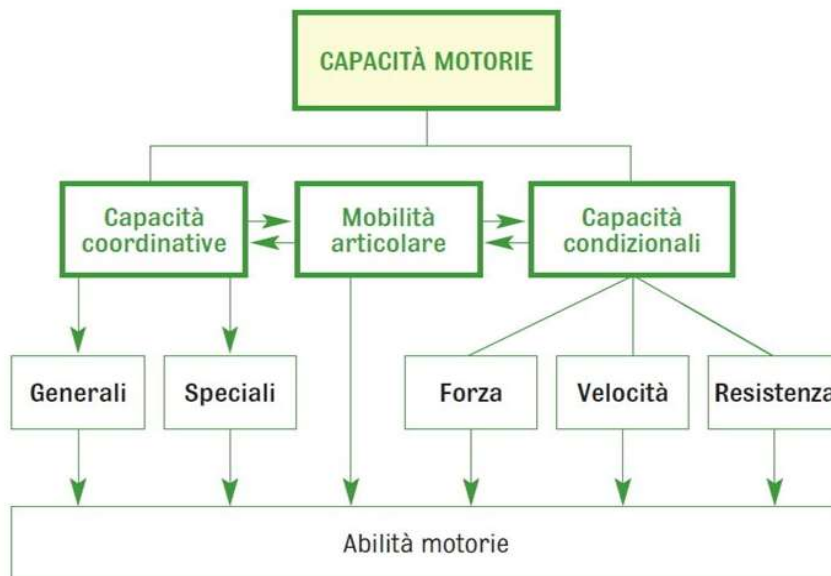 CAPACITÀ MOTORIE
Capacità
coordinative
Mobilità
articolare
Capacità
condizionali
Generali
Speciali
Forza
Velocità
Resistenza
Abilità motorie